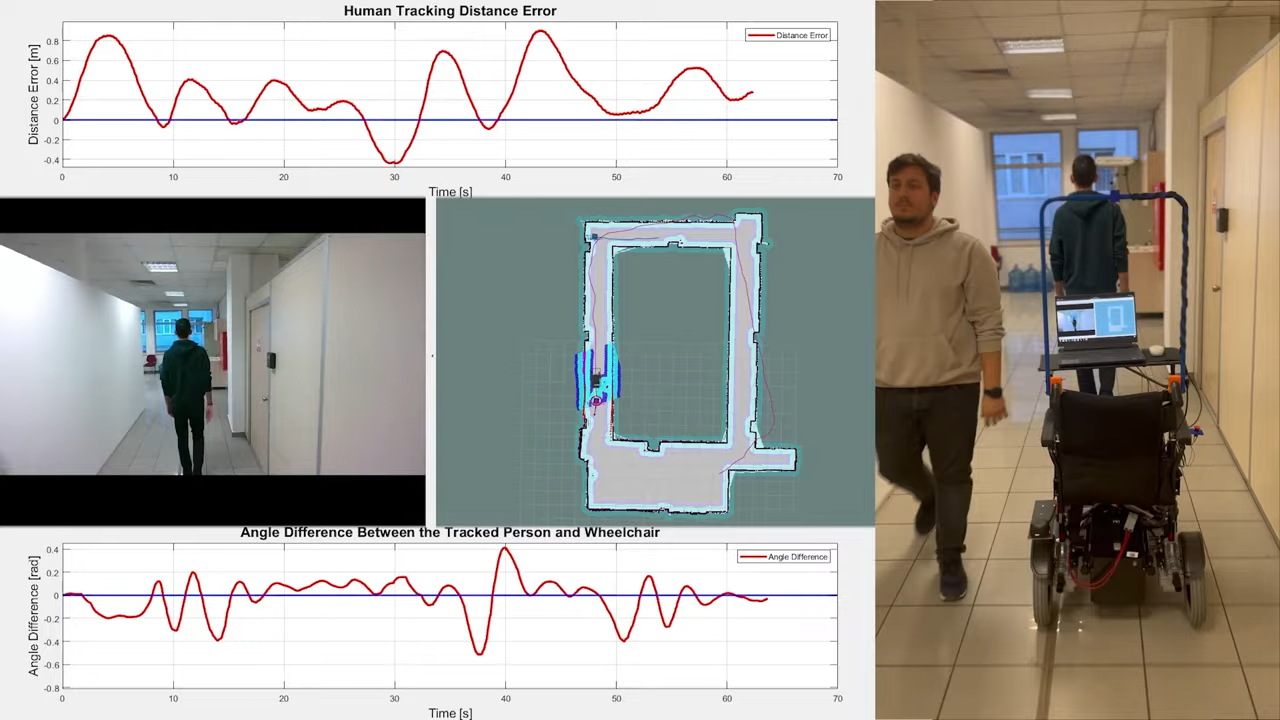 Human Tracking Distance Error
Distance Error [m]
0.8
0.6
0.4
0.2
0
-0.2
-0.4
Distance Error
0 10 20 30 40 50 60 70
Time [s]
Angle Difference Between the Tracked Person and Wheelchair
Angle Difference [rad]
0.4
0.2
0
-0.2
-0.4
-0.6
-0.8
Angle Difference
0 10 20 30 40 50 60 70
Time [s]